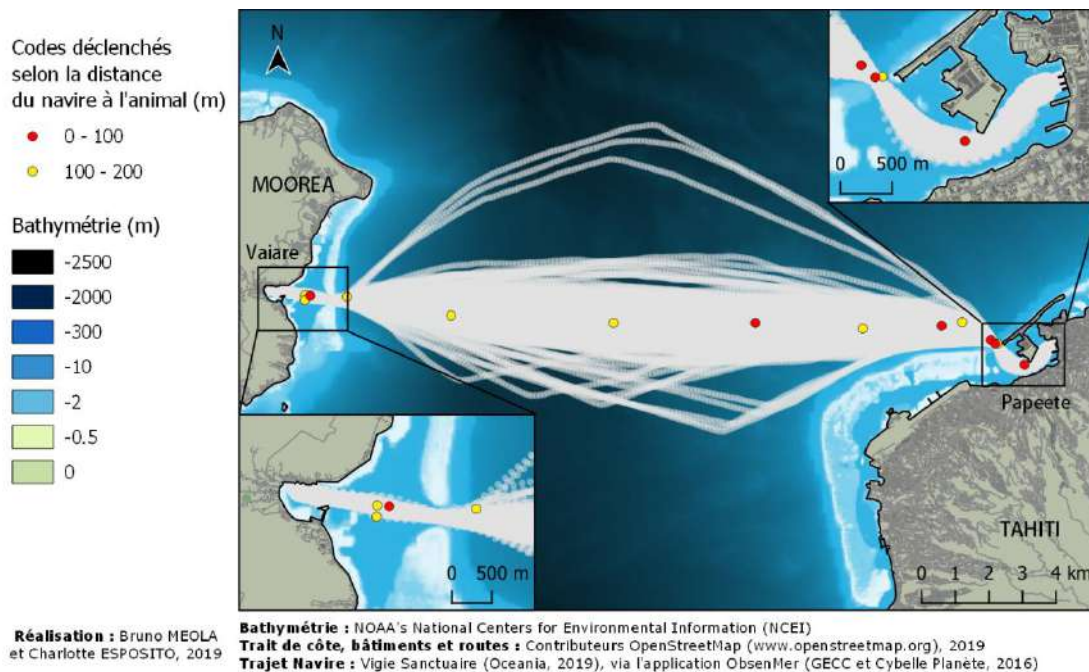 Codes déclenchés
selon la distance
du navire à l'animal (m)
0 - 100
100 - 200
Bathymétrie (m)
-2500
-2000
-300
-10
-2
-0.5
0
N
MOOREA
Vaiare
0 500 m
Papeete
TAHITI
0 1 2 3 4 km
0 500 m
Réalisation : Bruno MEOLA
et Charlotte ESPOSITO, 2019
Bathymétrie : NOAA's National Centers for Environmental Information (NCEI)
Trait de côte, bâtiments et routes : Contributeurs OpenStreetMap (www.openstreetmap.org), 2019
Trajet Navire : Vigie Sanctuaire (Oceania, 2019), via l'application ObsenMer (GECC et Cybelle Planète, 2016)